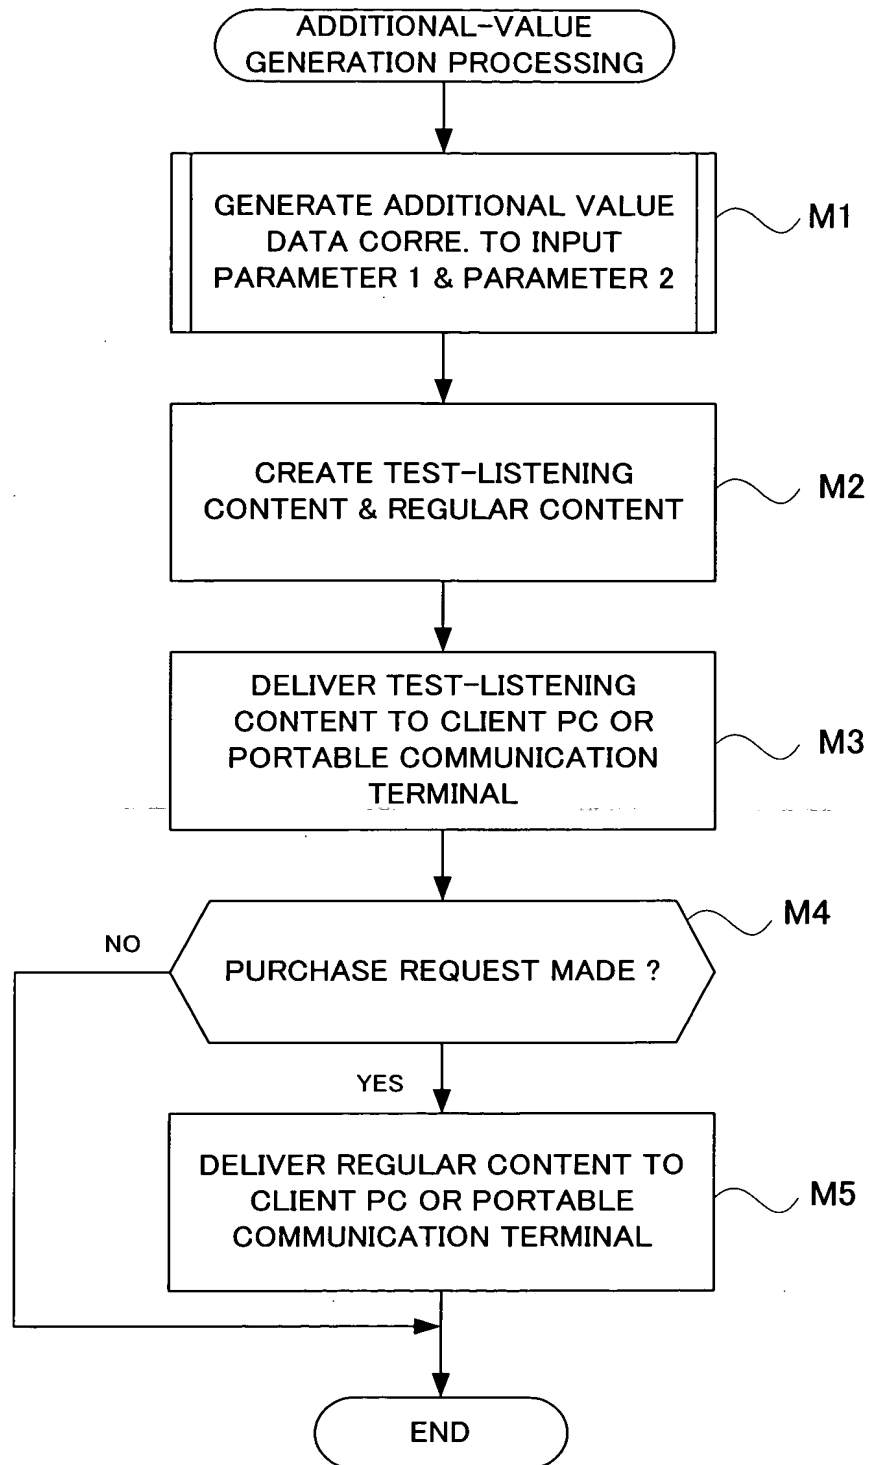 ADDITIONAL-VALUE
GENERATION PROCESSING
GENERATE ADDITIONAL VALUE
DATA CORRE. TO INPUT
PARAMETER 1 & PARAMETER 2
M1
CREATE TEST-LISTENING
CONTENT & REGULAR CONTENT
M2
DELIVER TEST-LISTENING
CONTENT TO CLIENT PC OR
PORTABLE COMMUNICATION
TERMINAL
M3
PURCHASE REQUEST MADE ?
M4
NO
YES
DELIVER REGULAR CONTENT TO
CLIENT PC OR PORTABLE
COMMUNICATION TERMINAL
M5
END